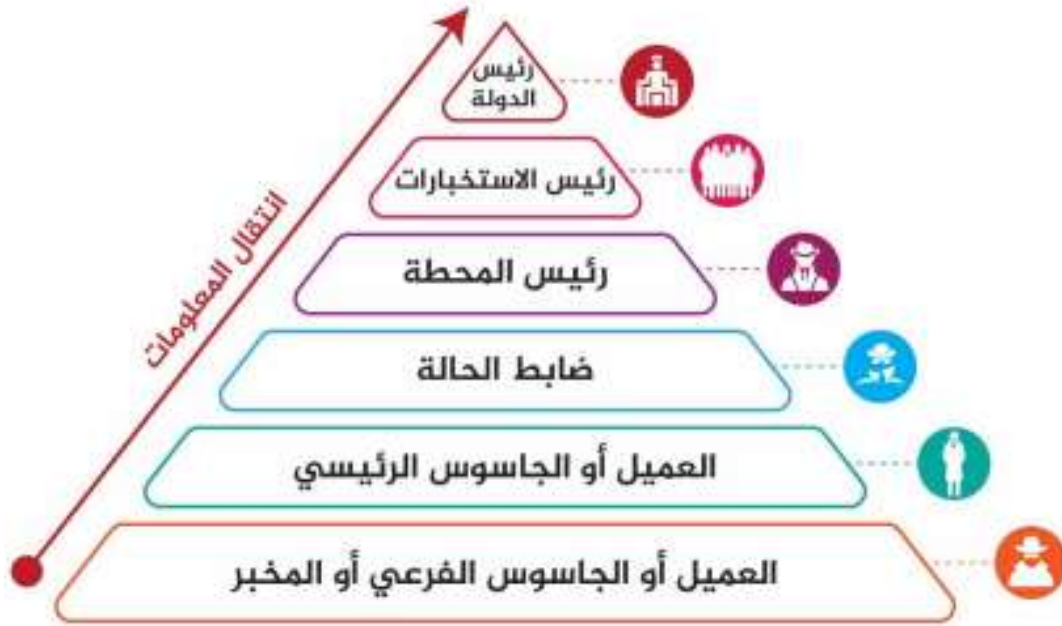 رئيس
الدولة
رئيس الاستخبارات
رئيس المحطة
ضابط الحالة
العميل أو الجاسوس الرئيسي
العميل أو الجاسوس الفرعي أو المخبر
انتقال المعلومات